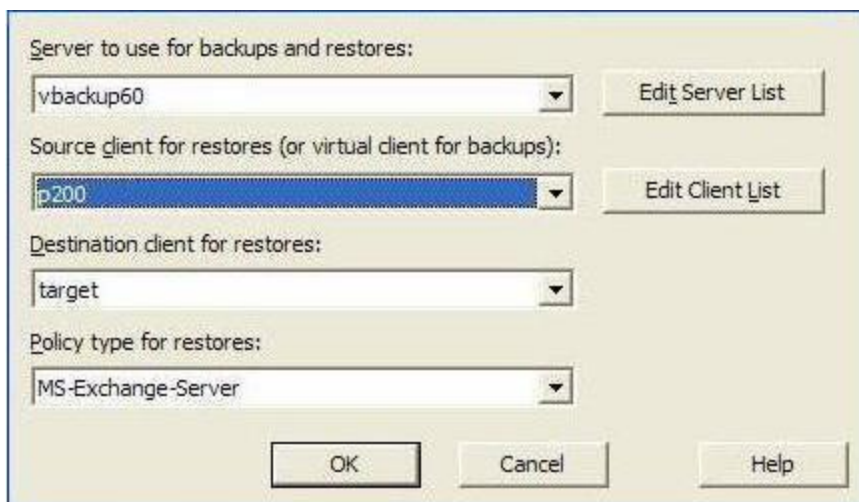 Server to use for backups and restores:
vbackup60
Edit Server List
Source client for restores (or virtual client for backups):
p200
Edit Client List
Destination client for restores:
target
Policy type for restores:
MS-Exchange-Server
OK Cancel Help